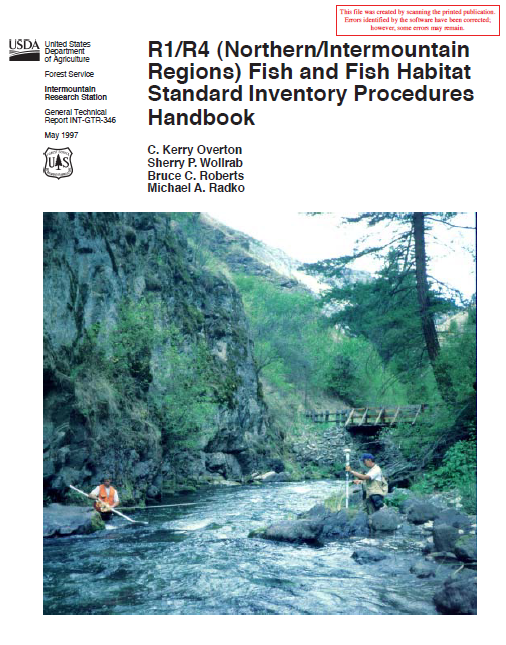 This file was created by scanning the printed publication.
Errors identified by the software have been corrected;
however, some errors may remain.
USDA
United States
Department
of Agriculture
Forest Service
Intermountain
Research Station
General Technical
Report INT-GTR-346
May 1997
R1/R4 (Northern/Intermountain
Regions) Fish and Fish Habitat
Standard Inventory Procedures
Handbook
C. Kerry Overton
Sherry P. Wollrab
Bruce C. Roberts
Michael A. Radko
UAS